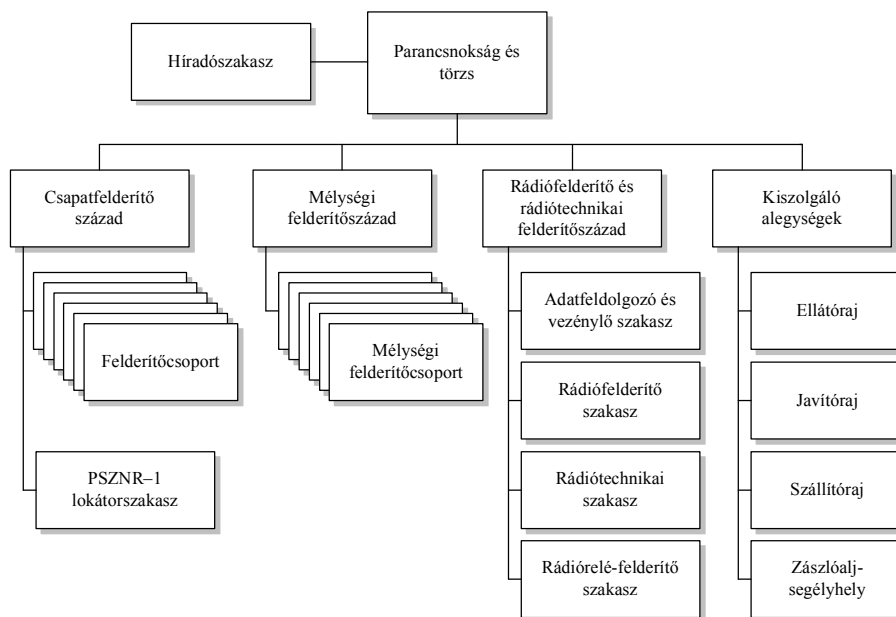 Híradószakasz
Parancsnokság és
törzs
Csapatfelderítő
század
Mélységi
felderítőszázad
Rádiófelderítő és
rádiótechnikai
felderítőszázad
Kiszolgáló
alegységek
Felderítőcsoport
PSZNR–1
lokátorszakasz
Mélységi
felderítőcsoport
Adatfeldolgozó és
vezénylő szakasz
Rádiófelderítő
szakasz
Rádiótechnikai
szakasz
Rádiórelé-felderítő
szakasz
Ellátóraj
Javítóraj
Szállítóraj
Zászlóalj-
segélyhely